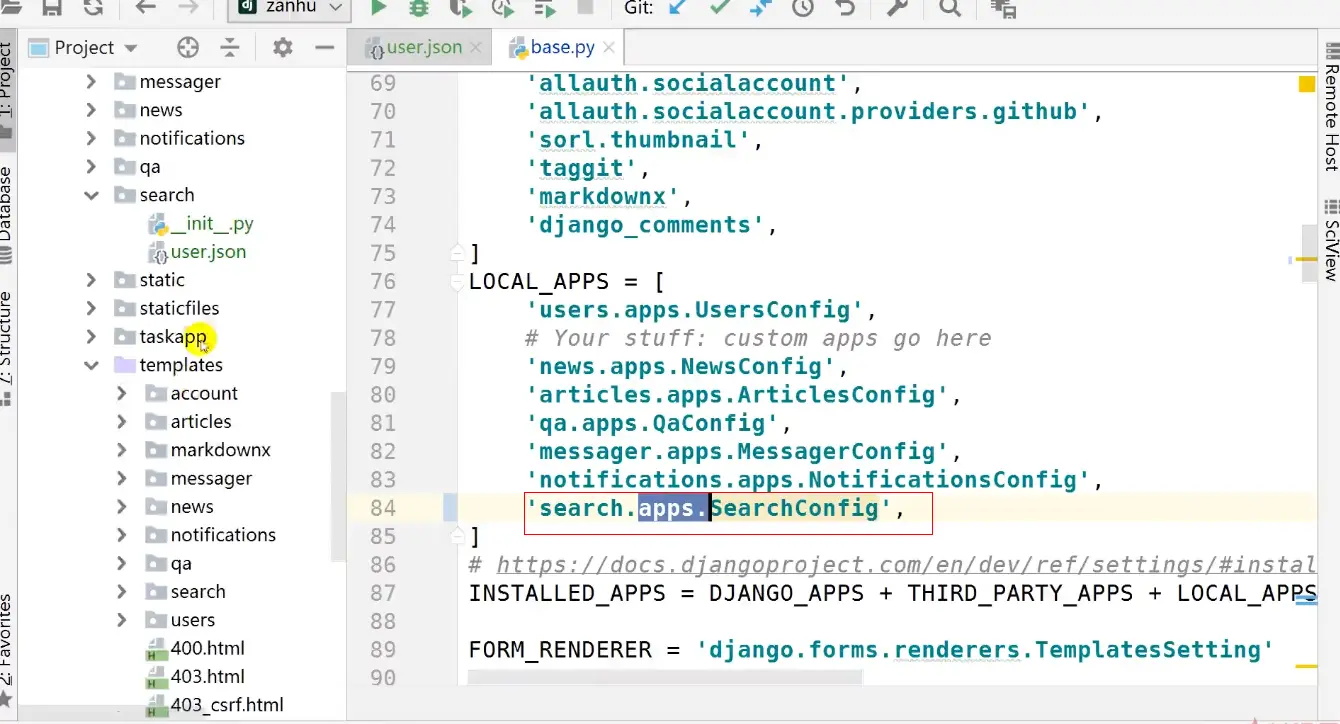 zanhu
Git:
Project
user.json
base.py
1: Project
Database
7: Structure
2: Favorites
messager
news
notifications
qa
search
__init__.py
user.json
static
staticfiles
taskapp
templates
account
articles
markdownx
messager
news
notifications
qa
search
users
400.html
403.html
403_csrf.html
69 'allauth.socialaccount',
70 'allauth.socialaccount.providers.github',
71 'sorl.thumbnail',
72 'taggit',
73 'markdownx',
74 'django_comments',
75 ]
76 LOCAL_APPS = [
77 'users.apps.UsersConfig',
78 # Your stuff: custom apps go here
79 'news.apps.NewsConfig',
80 'articles.apps.ArticlesConfig',
81 'qa.apps.QaConfig',
82 'messager.apps.MessagerConfig',
83 'notifications.apps.NotificationsConfig',
84 'search.apps.SearchConfig',
85 ]
86 # https://docs.djangoproject.com/en/dev/ref/settings/#instal
87 INSTALLED_APPS = DJANGO_APPS + THIRD_PARTY_APPS + LOCAL_APPS
88
89 FORM_RENDERER = 'django.forms.renderers.TemplatesSetting'
90
Remote Host
SciView